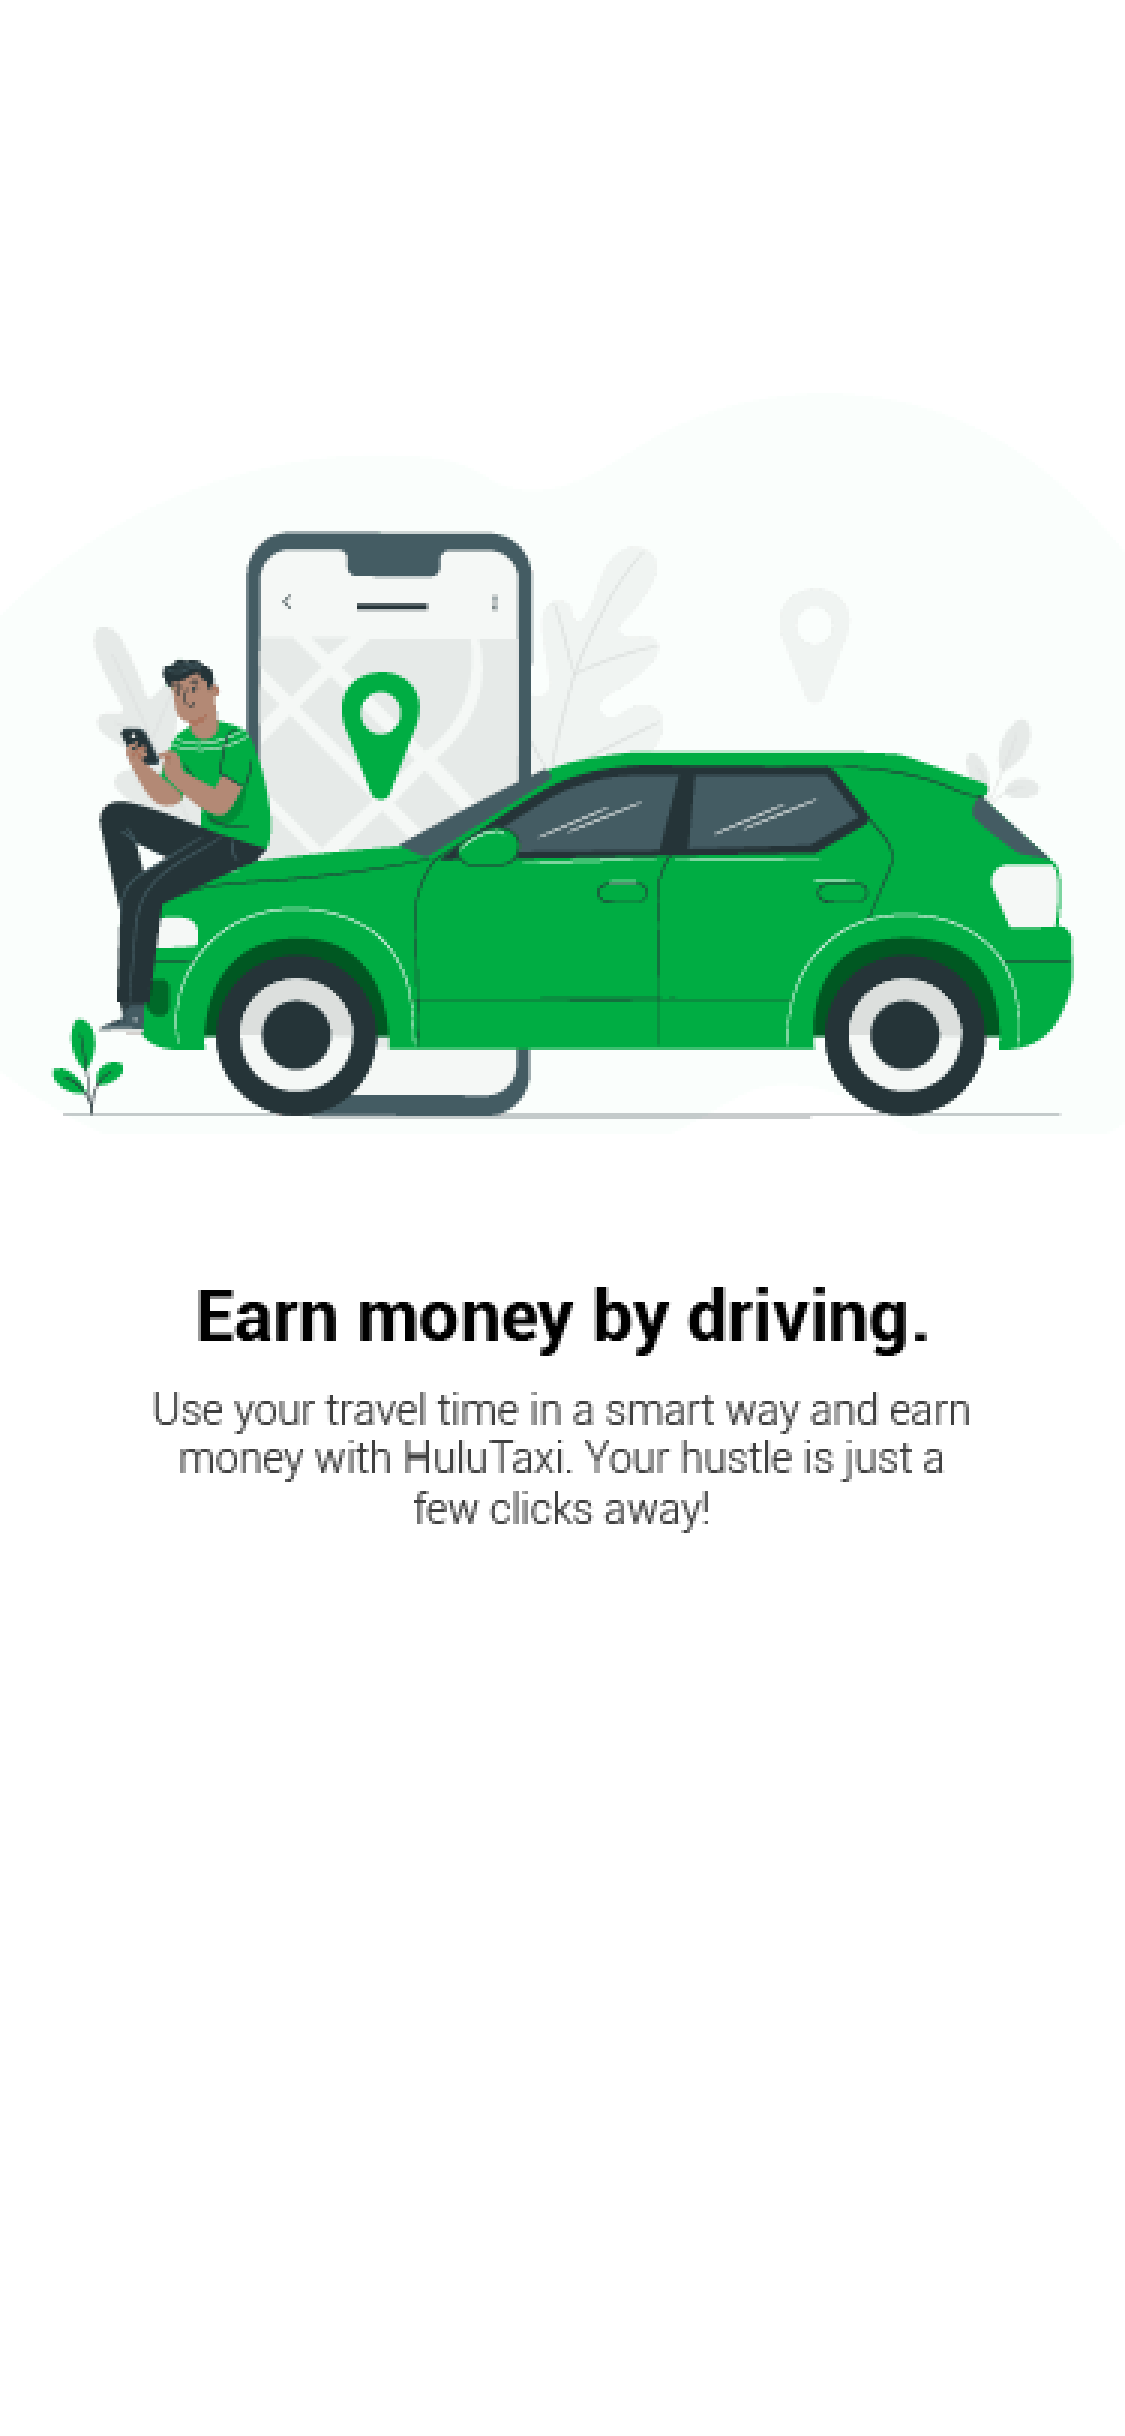 Earn money by driving.
Use your travel time in a smart way and earn
money with HuluTaxi. Your hustle is just a
few clicks away!